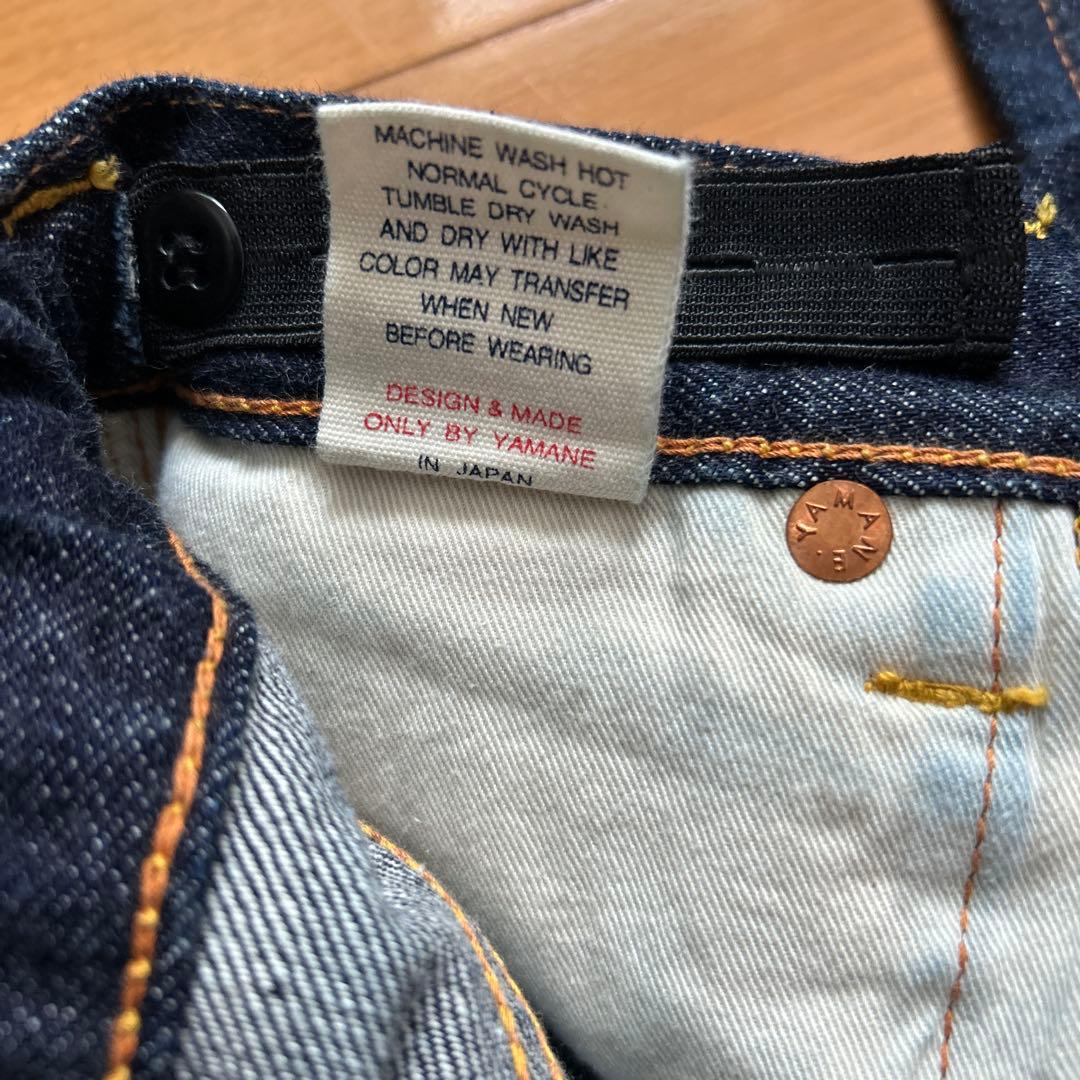 MACHINE WASH HOT
NORMAL CYCLE.
TUMBLE DRY WASH
AND DRY WITH LIKE
COLOR MAY TRANSFER
WHEN NEW
BEFORE WEARING
DESIGN & MADE
ONLY BY YAMANE
IN JAPAN
YAMANE.